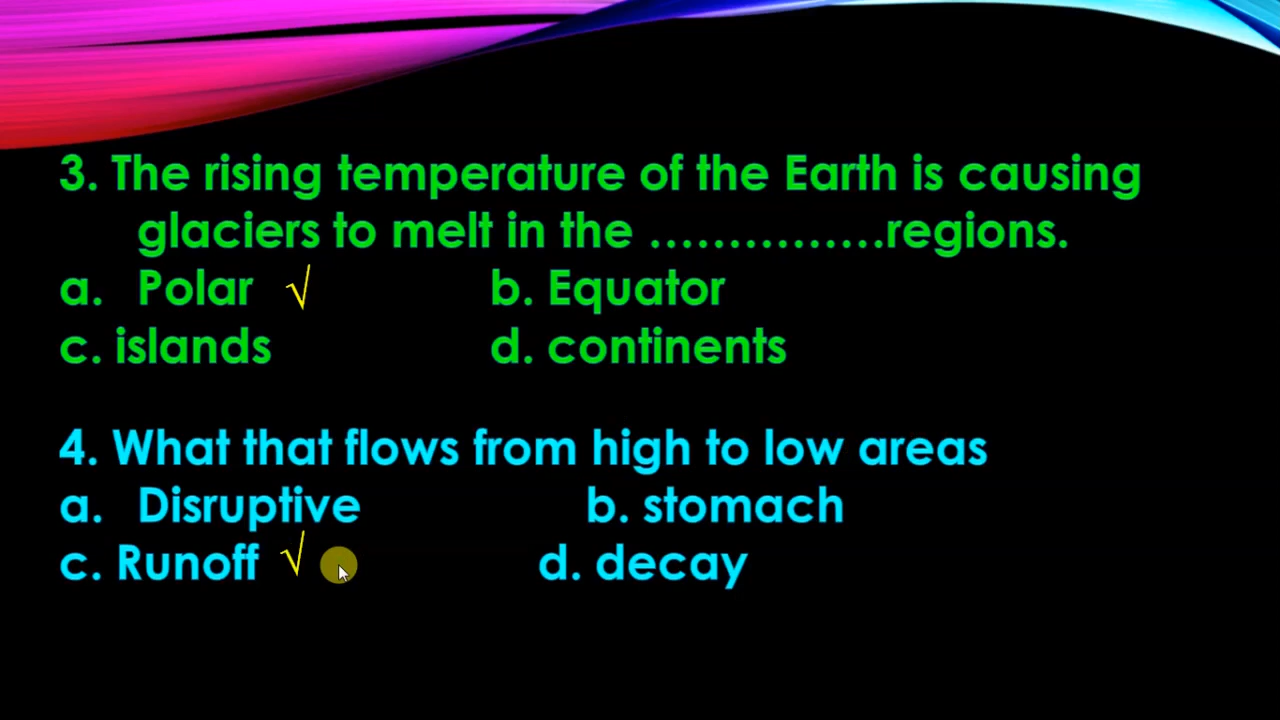 3. The rising temperature of the Earth is causing
glaciers to melt in the ...............regions.
a. Polar √ b. Equator
c. islands d. continents
4. What that flows from high to low areas
a. Disruptive b. stomach
c. Runoff √ d. decay